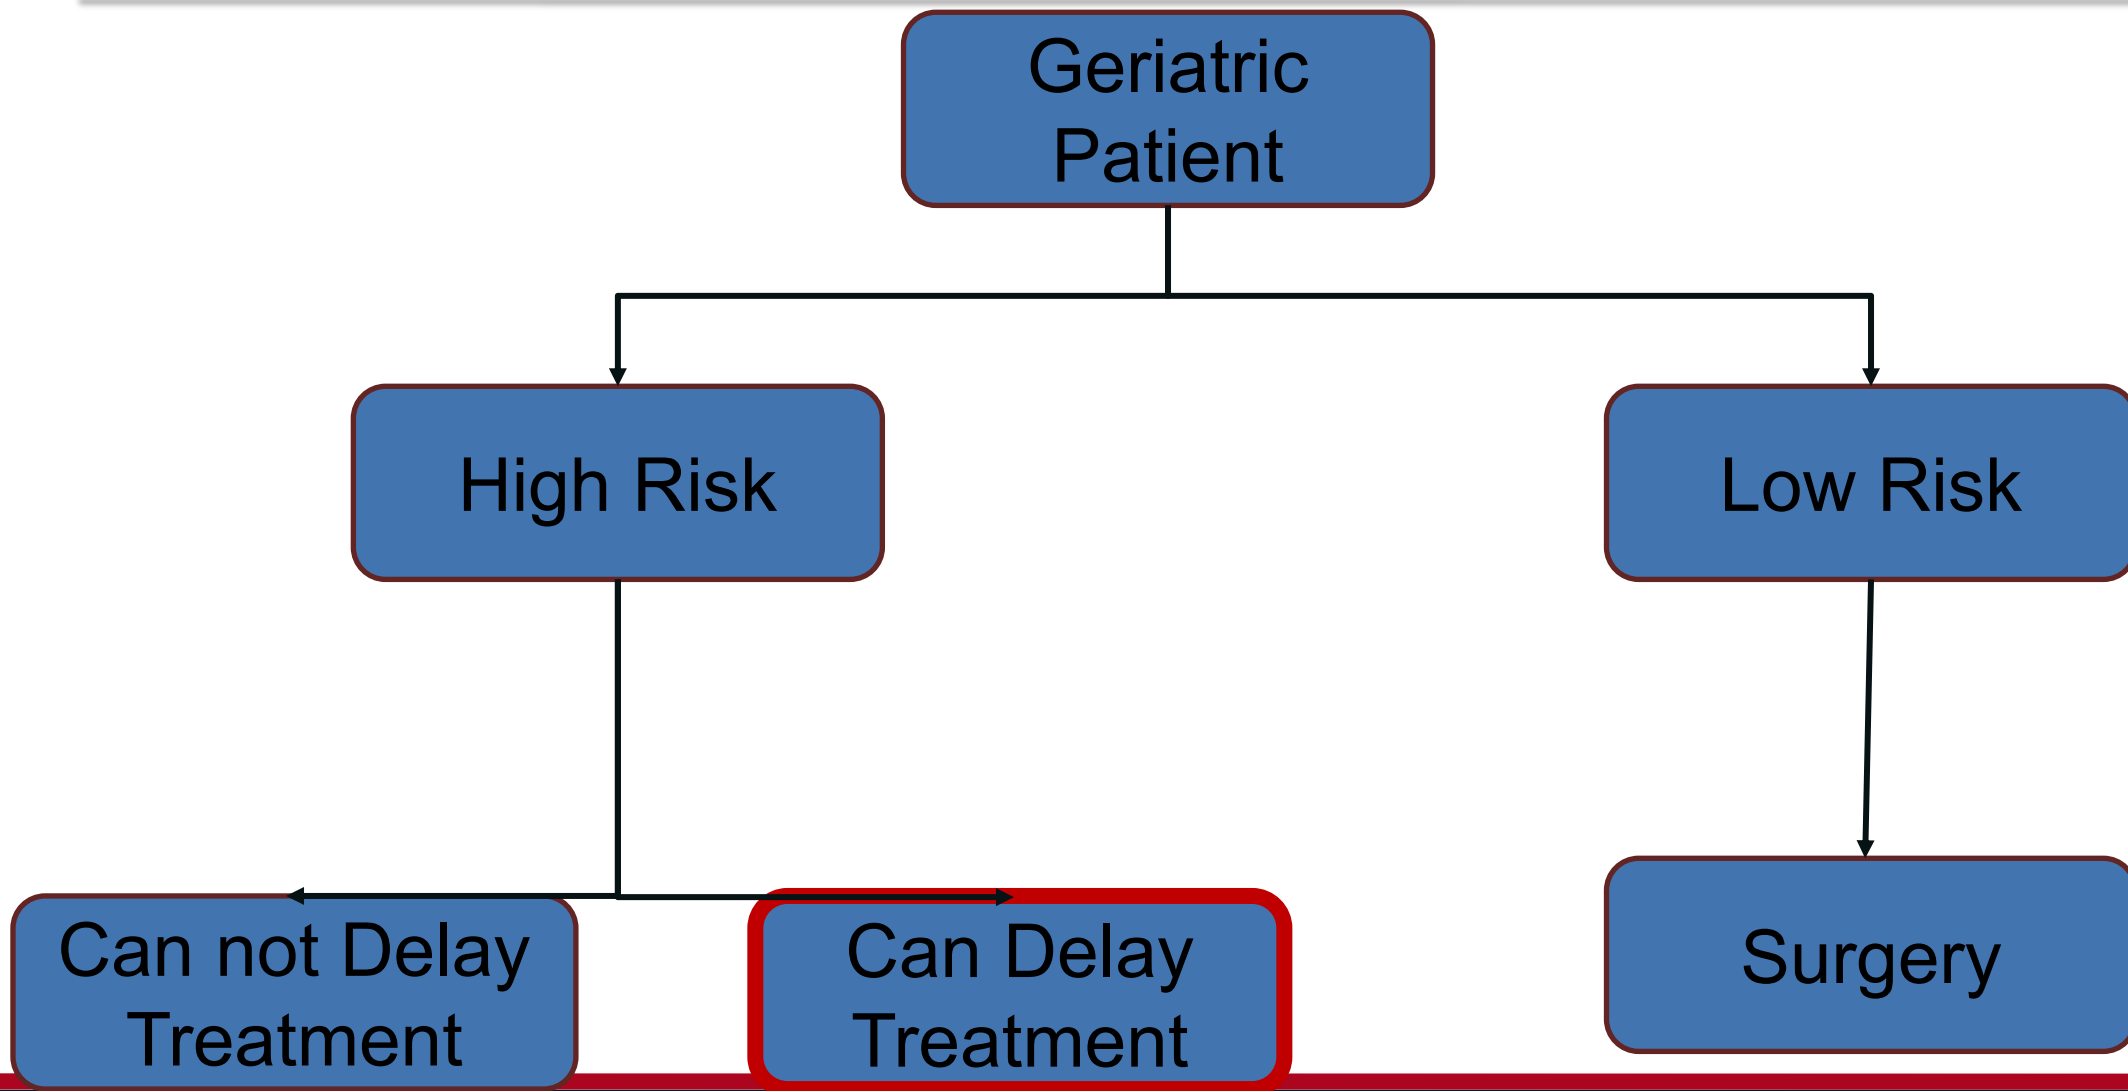 Geriatric
Patient
High Risk
Low Risk
Can not Delay
Treatment
Can Delay
Treatment
Surgery